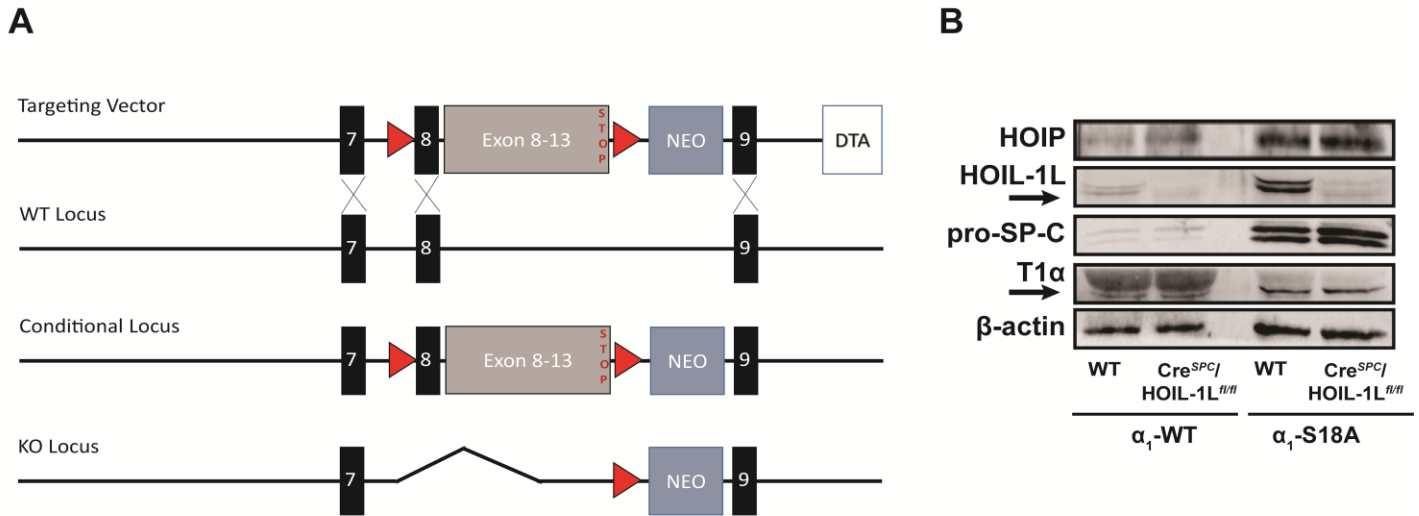 A
Targeting Vector
7
8
Exon 8-13
STOP
NEO
9
DTA
WT Locus
7
8
9
Conditional Locus
7
8
Exon 8-13
STOP
NEO
9
KO Locus
7
NEO
9
B
HOIP
HOIL-1L
pro-SP-C
T1α
β-actin
WT
Cre^SPC/
HOIL-1L^fl/fl
WT
Cre^SPC/
HOIL-1L^fl/fl
α₁-WT
α₁-S18A